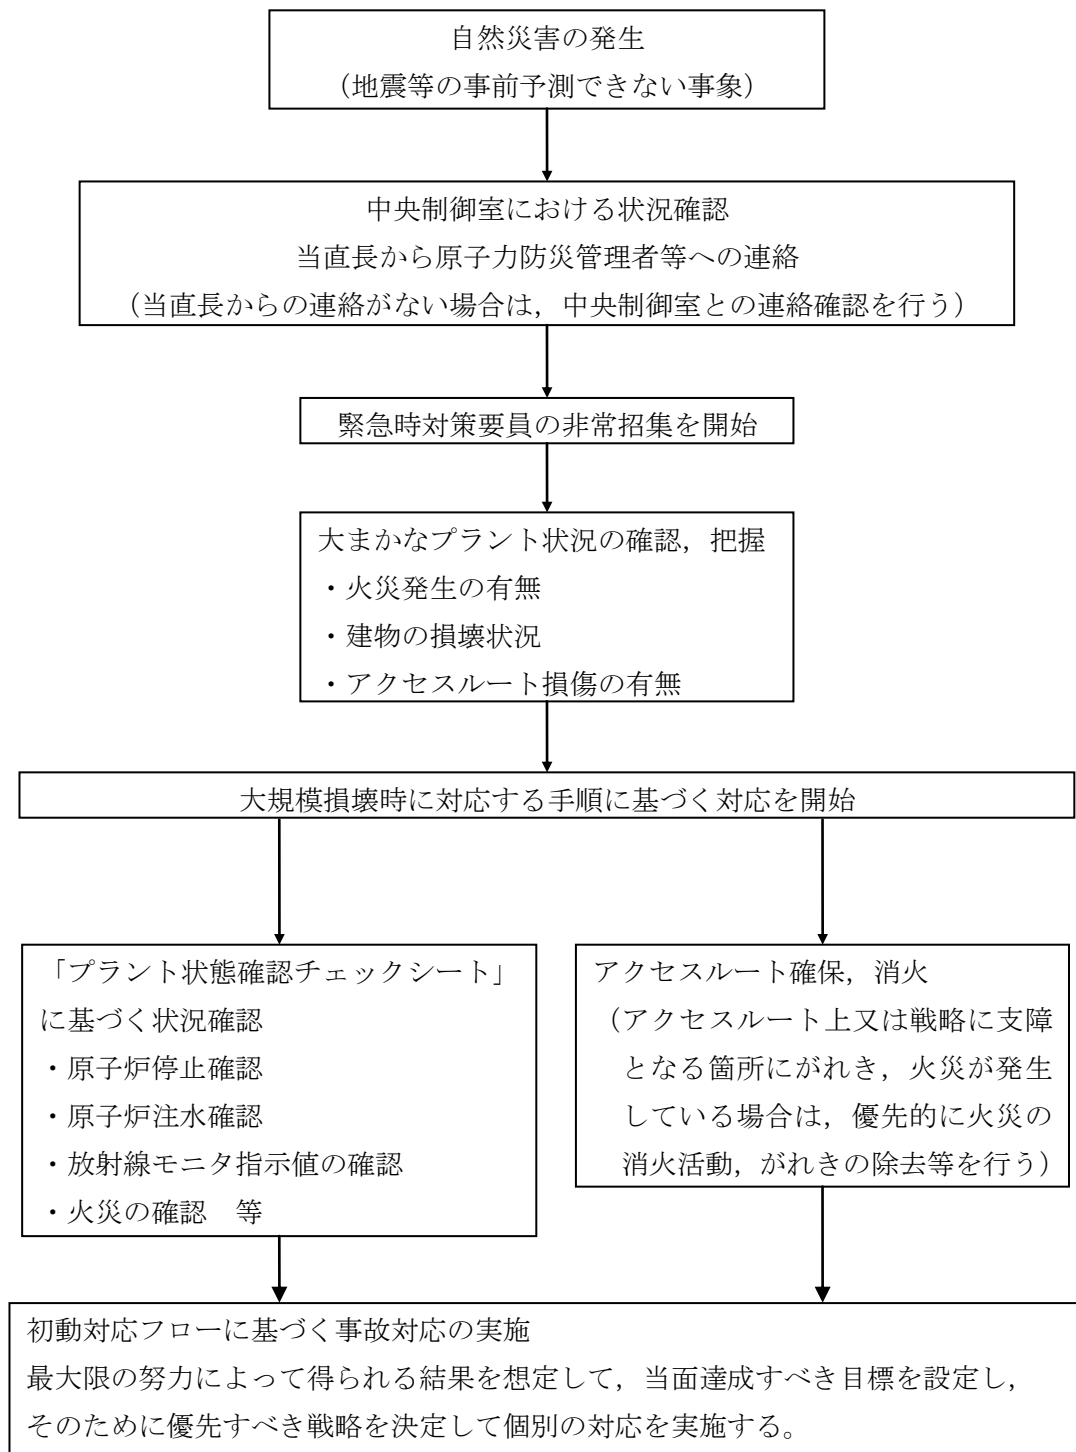 自然災害の発生
（地震等の事前予測できない事象）
中央制御室における状況確認
当直長から原子力防災管理者等への連絡
（当直長からの連絡がない場合は，中央制御室との連絡確認を行う）
緊急時対策要員の非常招集を開始
大まかなプラント状況の確認，把握
・火災発生の有無
・建物の損壊状況
・アクセスルート損傷の有無
大規模損壊時に対応する手順に基づく対応を開始
「プラント状態確認チェックシート」
に基づく状況確認
・原子炉停止確認
・原子炉注水確認
・放射線モニタ指示値の確認
・火災の確認　等
アクセスルート確保，消火
（アクセスルート上又は戦略に支障
となる箇所にがれき，火災が発生
している場合は，優先的に火災の
消火活動，がれきの除去等を行う）
初動対応フローに基づく事故対応の実施
最大限の努力によって得られる結果を想定して，当面達成すべき目標を設定し，
そのために優先すべき戦略を決定して個別の対応を実施する。